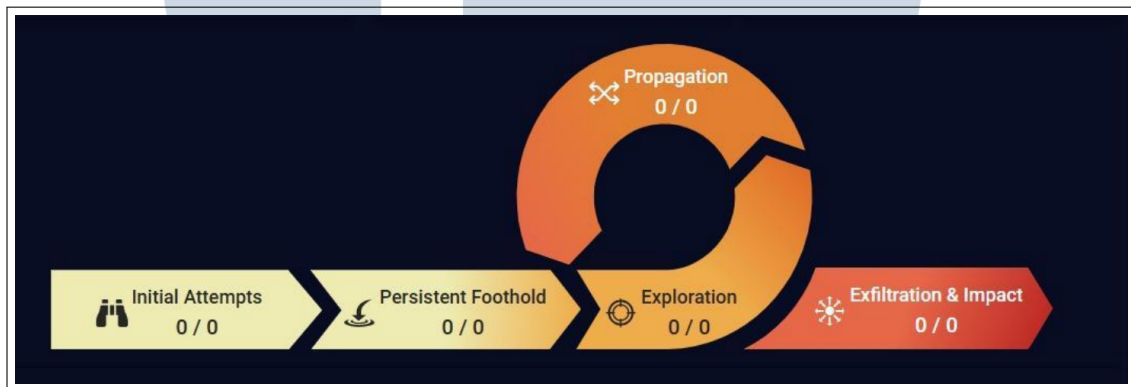 Propagation
0 / 0
Initial Attempts
0 / 0
Persistent Foothold
0 / 0
Exploration
0 / 0
Exfiltration & Impact
0 / 0